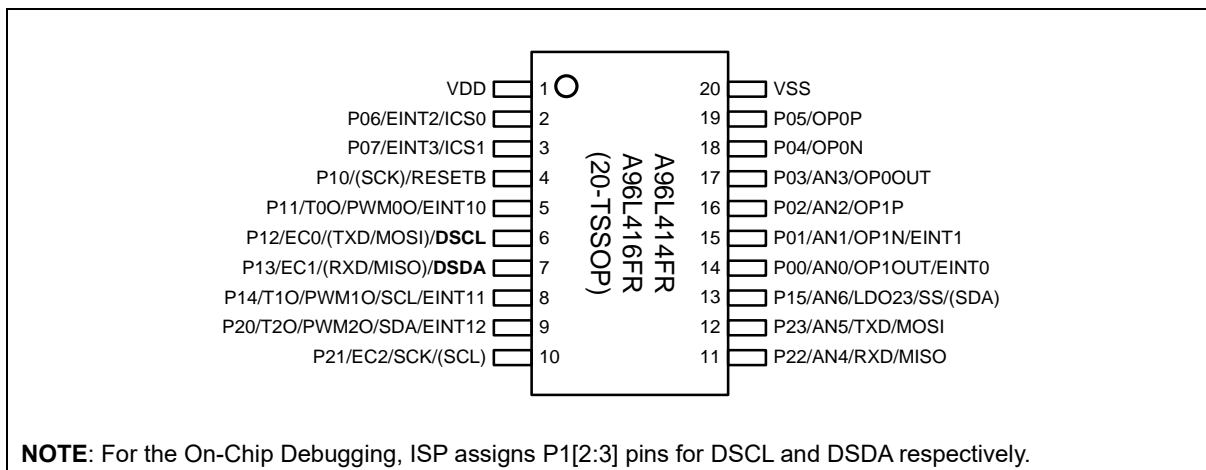 VDD 1 20 VSS
P06/EINT2/ICS0 2 19 P05/OP0P
P07/EINT3/ICS1 3 18 P04/OP0N
P10/(SCK)/RESETB 4 17 P03/AN3/OP0OUT
P11/T0O/PWM0O/EINT10 5 16 P02/AN2/OP1P
P12/EC0/(TXD/MOSI)/DSCL 6 15 P01/AN1/OP1N/EINT1
P13/EC1/(RXD/MISO)/DSDA 7 14 P00/AN0/OP1OUT/EINT0
P14/T1O/PWM1O/SCL/EINT11 8 13 P15/AN6/LDO23/SS/(SDA)
P20/T2O/PWM2O/SDA/EINT12 9 12 P23/AN5/TXD/MOSI
P21/EC2/SCK/(SCL) 10 11 P22/AN4/RXD/MISO
A96L414FR
A96L416FR
(20-TSSOP)
NOTE: For the On-Chip Debugging, ISP assigns P1[2:3] pins for DSCL and DSDA respectively.